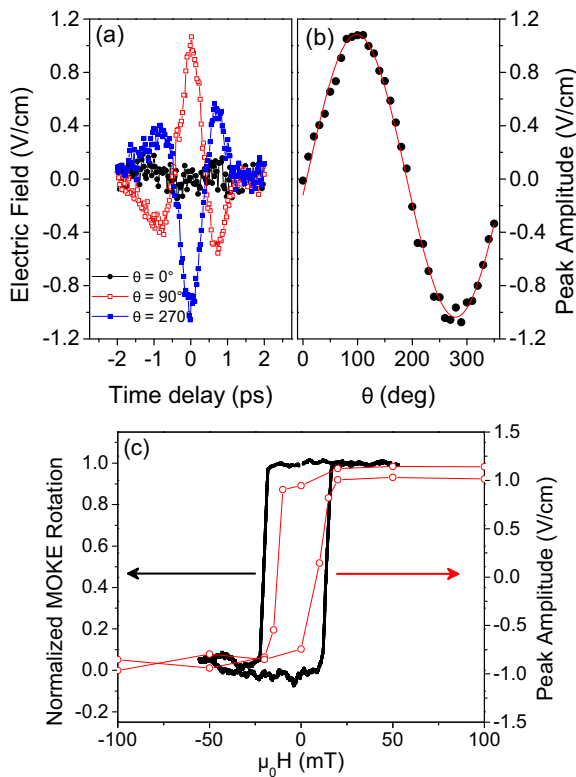 (a)
(b)
Electric Field (V/cm)
1.2
0.8
0.4
0.0
-0.4
-0.8
-1.2
θ = 0°
θ = 90°
θ = 270°
-2 -1 0 1 2
Time delay (ps)
0 100 200 300
θ (deg)
1.2
0.8
0.4
0.0
-0.4
-0.8
-1.2
Peak Amplitude (V/cm)
(c)
Normalized MOKE Rotation
1.0
0.8
0.6
0.4
0.2
0.0
-0.2
-100 -50 0 50 100
μ₀H (mT)
1.5
1.0
0.5
0.0
-0.5
-1.0
-1.5
Peak Amplitude (V/cm)